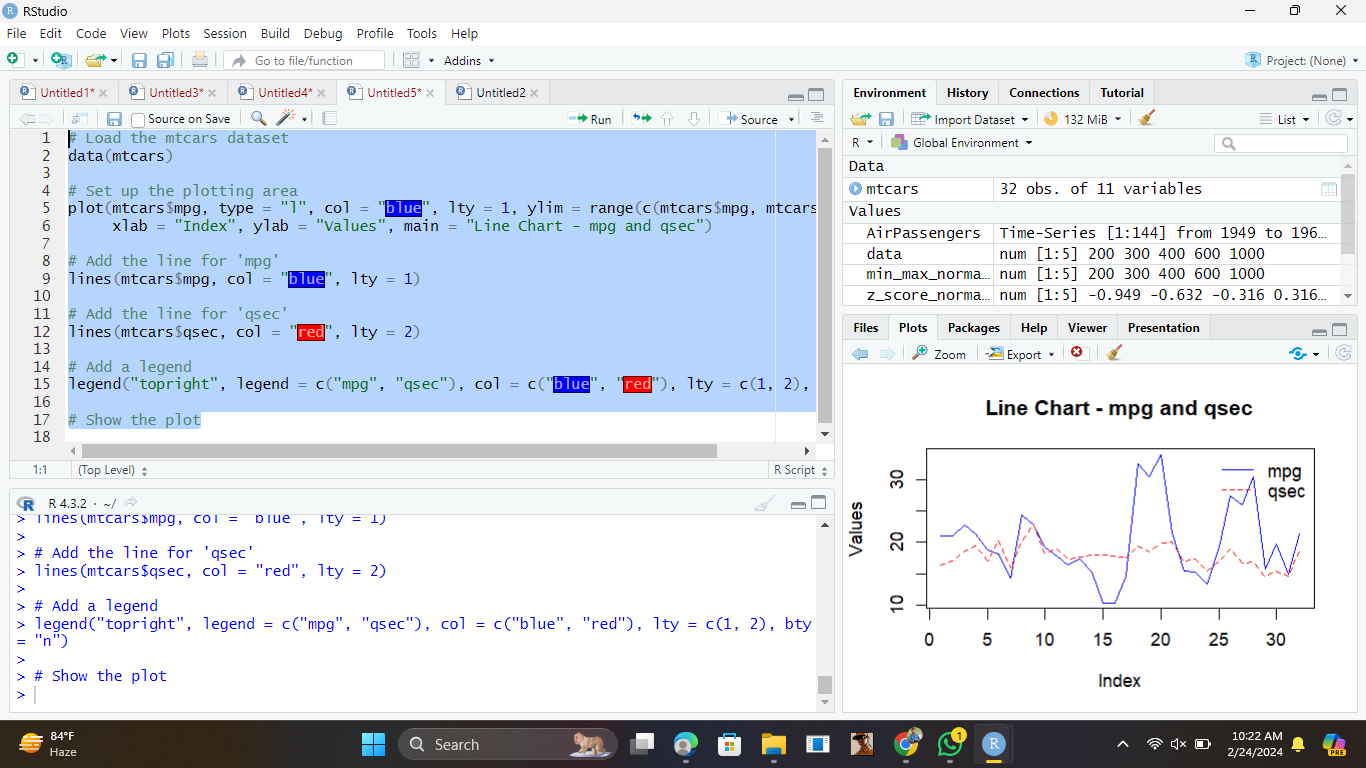 RStudio
File Edit Code View Plots Session Build Debug Profile Tools Help
Go to file/function Addins Project: (None)
Untitled1* Untitled3* Untitled4* Untitled5* Untitled2
Source on Save Run Source
1 # Load the mtcars dataset
2 data(mtcars)
3
4 # Set up the plotting area
5 plot(mtcars$mpg, type = "l", col = "blue", lty = 1, ylim = range(c(mtcars$mpg, mtcars
6 xlab = "Index", ylab = "Values", main = "Line Chart - mpg and qsec")
7
8 # Add the line for 'mpg'
9 lines(mtcars$mpg, col = "blue", lty = 1)
10
11 # Add the line for 'qsec'
12 lines(mtcars$qsec, col = "red", lty = 2)
13
14 # Add a legend
15 legend("topright", legend = c("mpg", "qsec"), col = c("blue", "red"), lty = c(1, 2),
16
17 # Show the plot
18
1:1 (Top Level) R Script
R 4.3.2 · ~/
> lines(mtcars$mpg, col = "blue", lty = 1)
>
> # Add the line for 'qsec'
> lines(mtcars$qsec, col = "red", lty = 2)
>
> # Add a legend
> legend("topright", legend = c("mpg", "qsec"), col = c("blue", "red"), lty = c(1, 2), bty
= "n")
>
> # Show the plot
>
Environment History Connections Tutorial
Import Dataset 132 MiB List
R Global Environment
Data
mtcars 32 obs. of 11 variables
Values
AirPassengers Time-Series [1:144] from 1949 to 196…
data num [1:5] 200 300 400 600 1000
min_max_norma… num [1:5] 200 300 400 600 1000
z_score_norma… num [1:5] -0.949 -0.632 -0.316 0.316…
Files Plots Packages Help Viewer Presentation
Zoom Export
Line Chart - mpg and qsec
mpg
qsec
Values
30
20
10
0 5 10 15 20 25 30
Index
84°F
Haze
Search
1
R
PRE
10:22 AM
2/24/2024